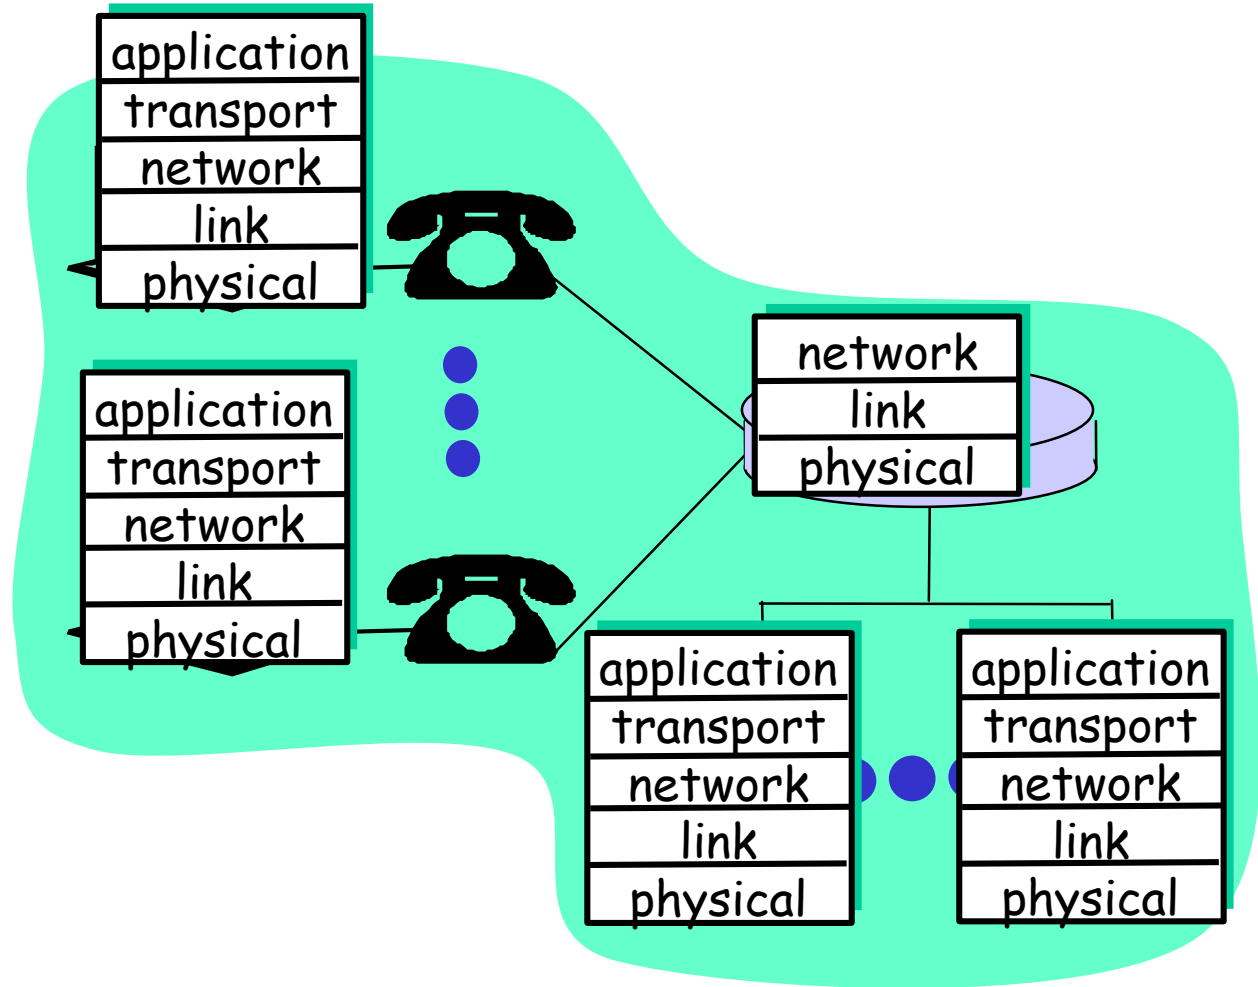 application
transport
network
link
physical
application
transport
network
link
physical
network
link
physical
application
transport
network
link
physical
application
transport
network
link
physical